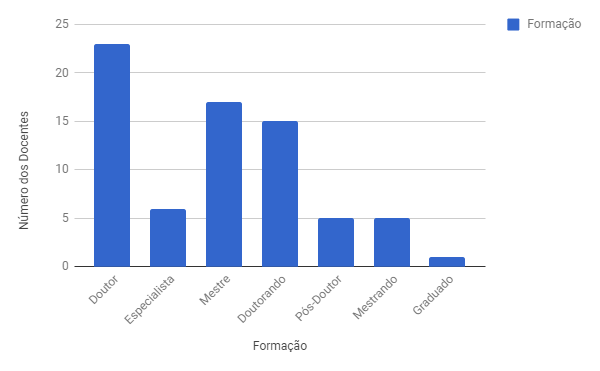 25
20
15
10
5
0
Número dos Docentes
Doutor
Especialista
Mestre
Doutorando
Pós-Doutor
Mestrando
Graduado
Formação
Formação